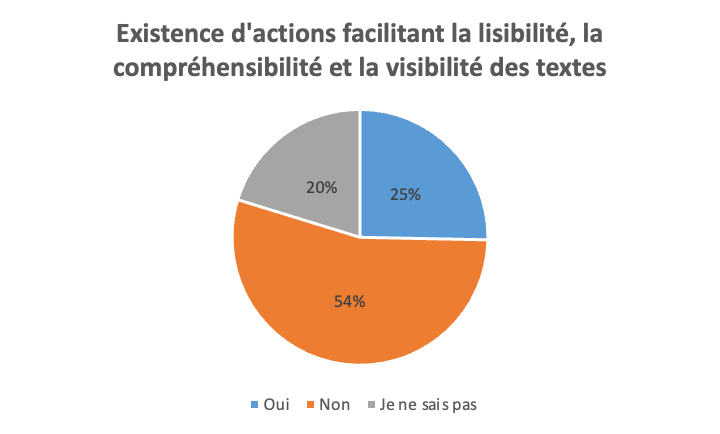 Existence d'actions facilitant la lisibilité, la
compréhensibilité et la visibilité des textes
20%
25%
54%
Oui Non Je ne sais pas